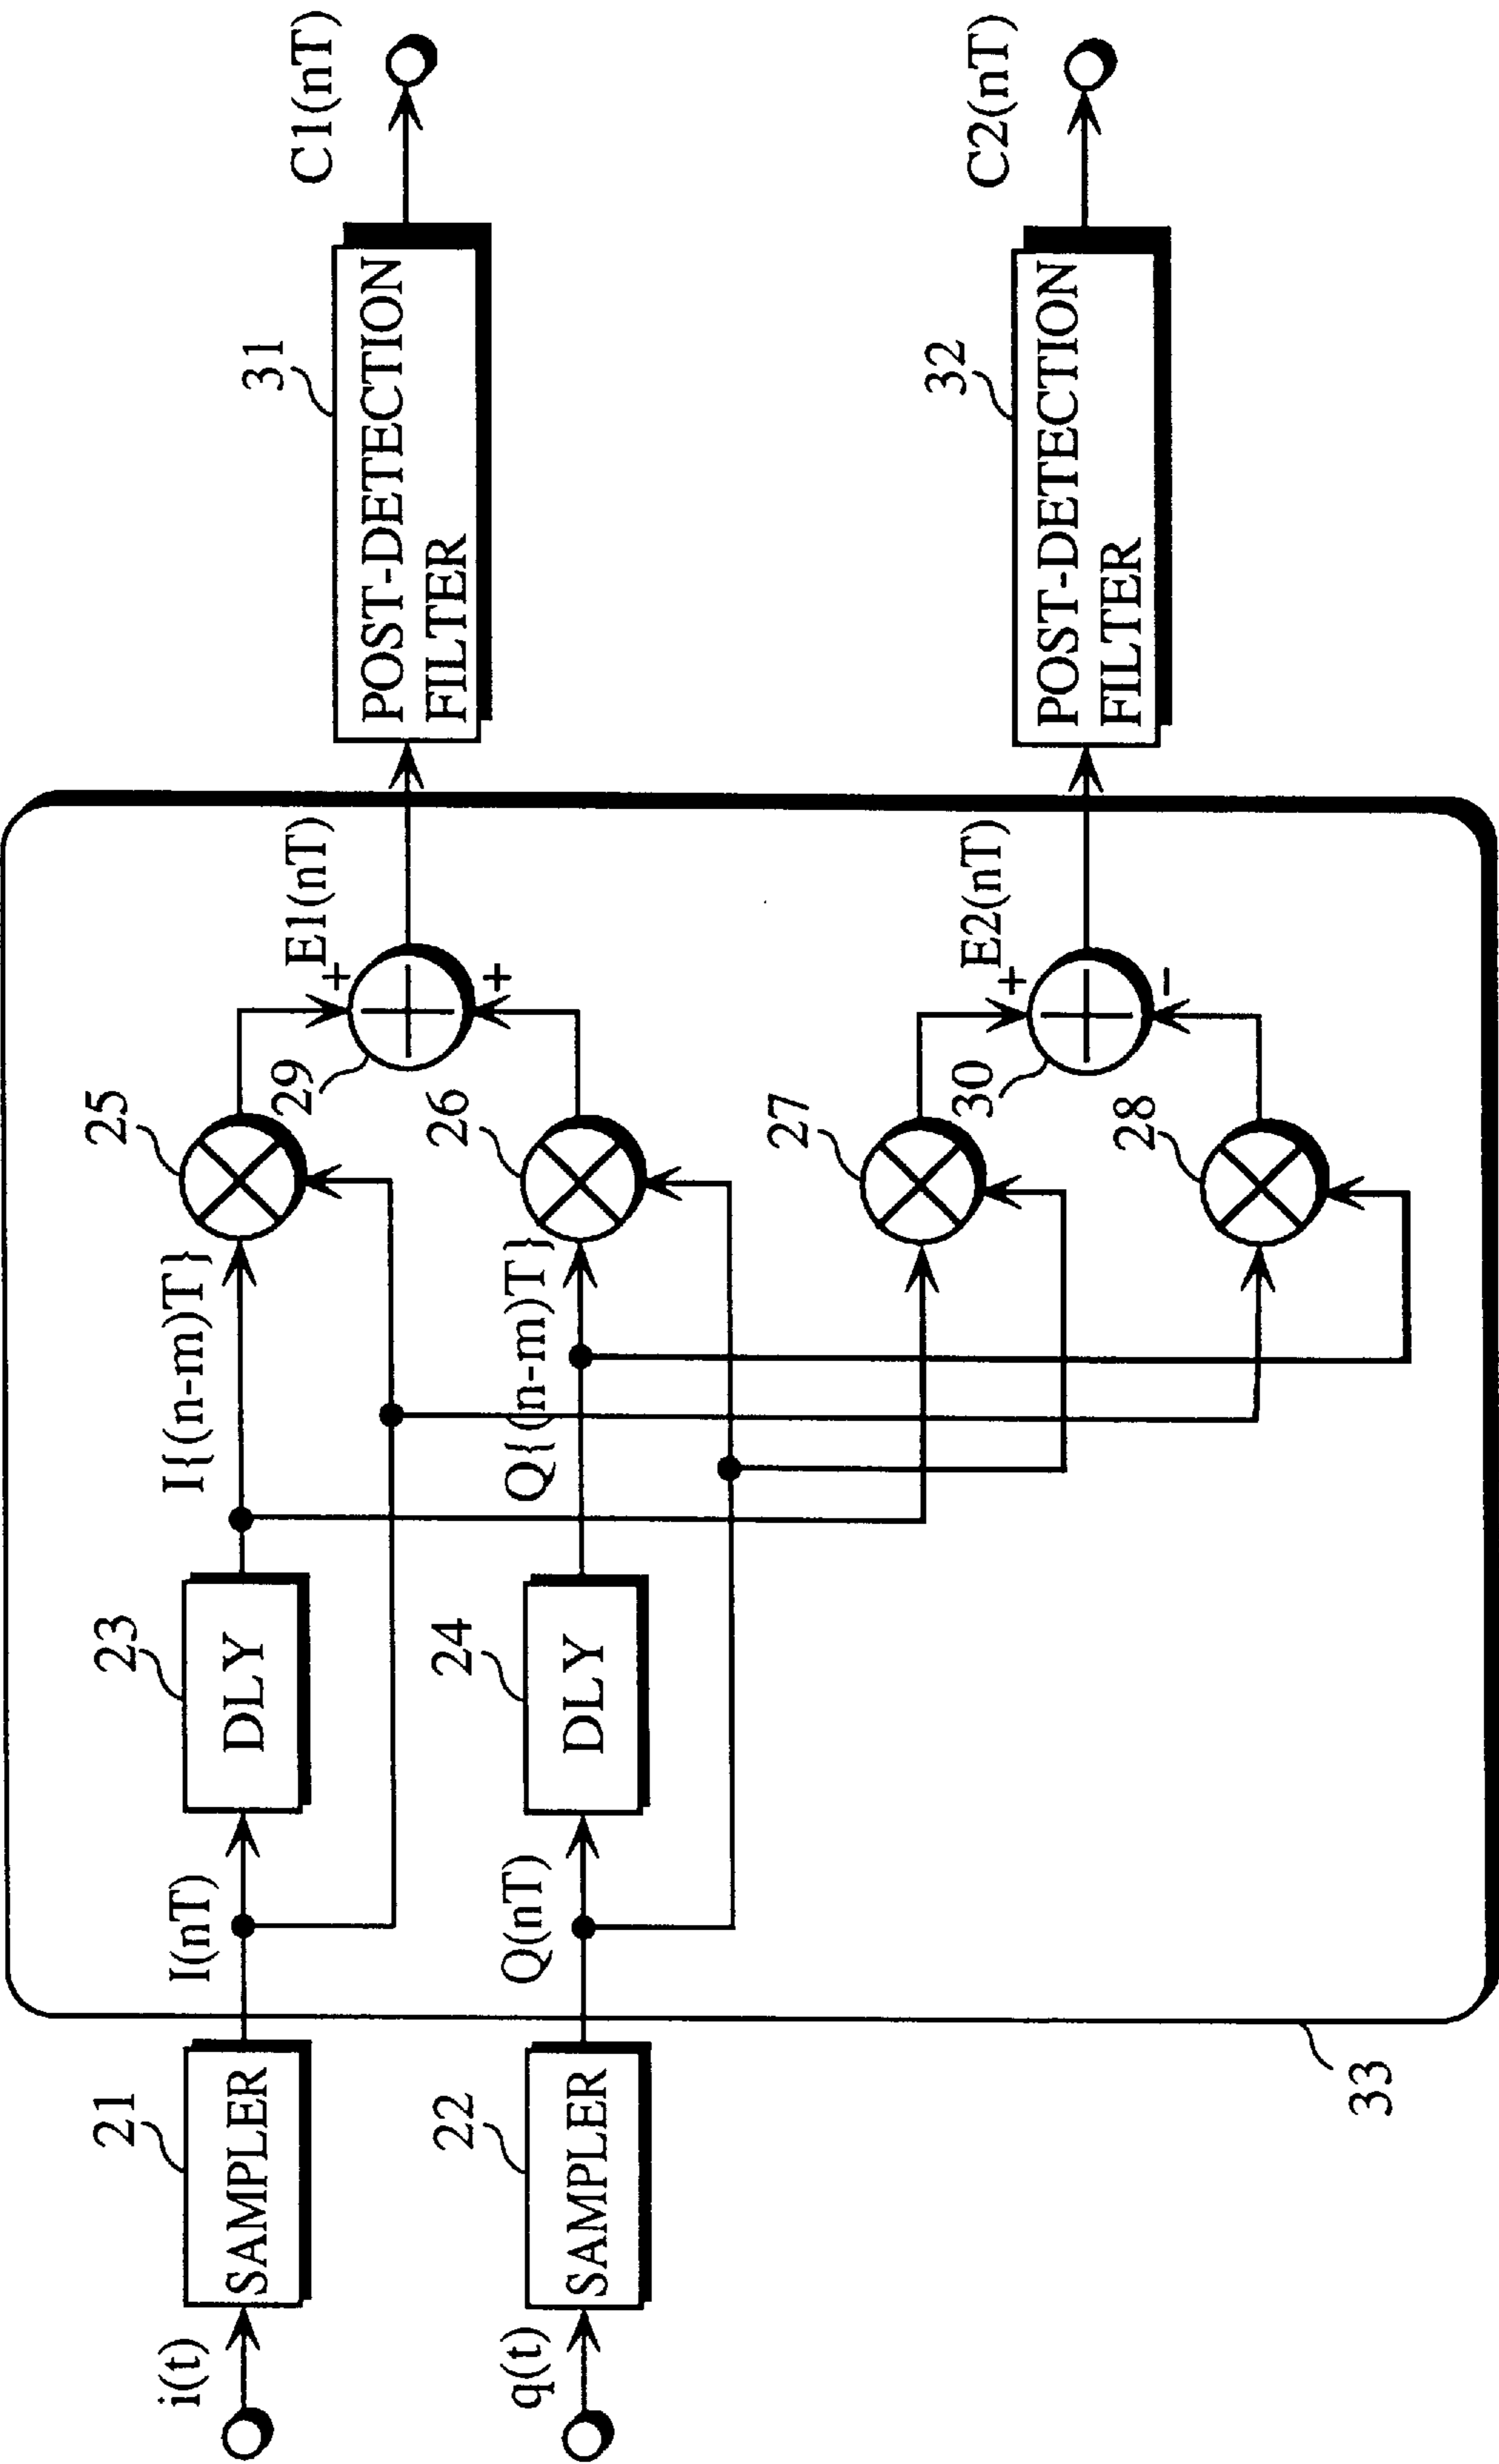 i(t)
21
SAMPLER
I(nT)
23
DLY
I{(n-m)T}
25
29
+
E1(nT)
31
POST-DETECTION
FILTER
C1(nT)
q(t)
22
SAMPLER
Q(nT)
24
DLY
Q{(n-m)T}
26
+
27
30
+
E2(nT)
32
POST-DETECTION
FILTER
C2(nT)
28
-
33